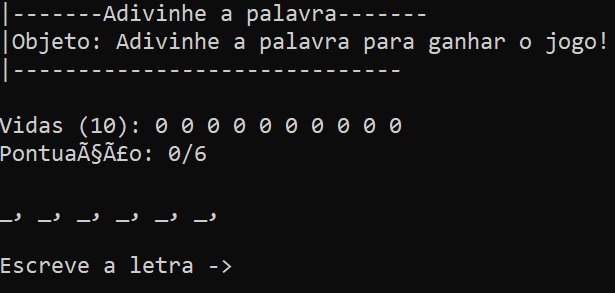 |-------Adivinhe a palavra-------
|Objeto: Adivinhe a palavra para ganhar o jogo!
|------------------------------
Vidas (10): 0 0 0 0 0 0 0 0 0 0
PontuaÃ§Ã£o: 0/6
_, _, _, _, _, _,
Escreve a letra ->